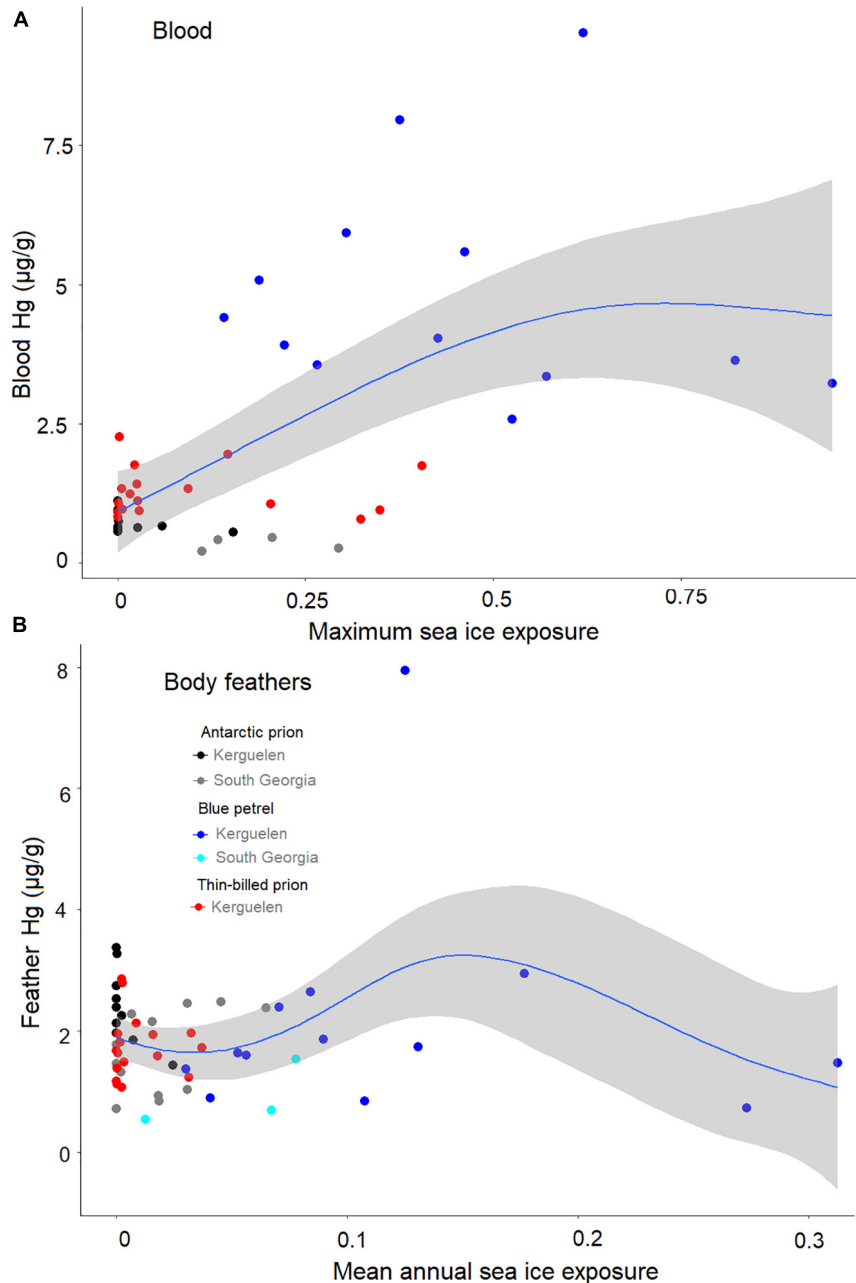 A
Blood
7.5
5
2.5
0
Blood Hg (µg/g)
0 0.25 0.5 0.75
Maximum sea ice exposure
B
Body feathers
Antarctic prion
Kerguelen
South Georgia
Blue petrel
Kerguelen
South Georgia
Thin-billed prion
Kerguelen
8
6
4
2
0
Feather Hg (µg/g)
0 0.1 0.2 0.3
Mean annual sea ice exposure